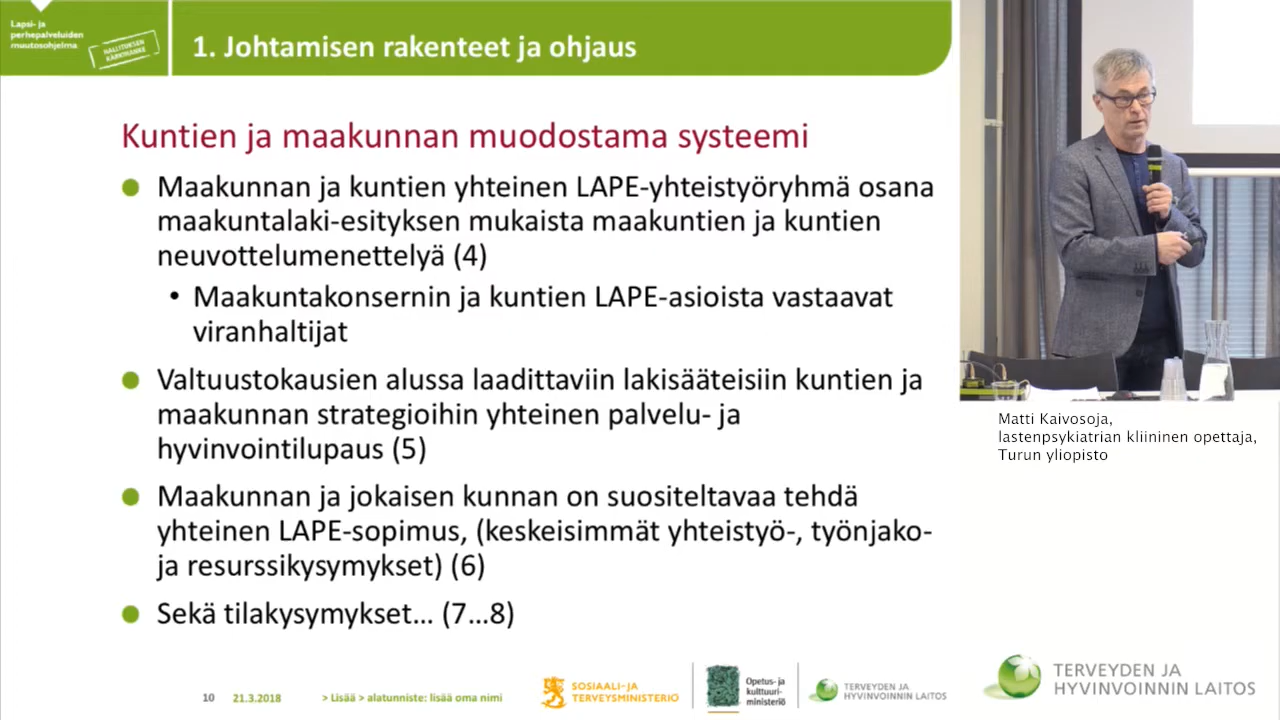 Lapsi- ja
perhepalveluiden
muutosohjelma
HALLITUKSEN
KÄRKIHANKE
1. Johtamisen rakenteet ja ohjaus
Kuntien ja maakunnan muodostama systeemi
Maakunnan ja kuntien yhteinen LAPE-yhteistyöryhmä osana
maakuntalaki-esityksen mukaista maakuntien ja kuntien
neuvottelumenettelyä (4)
Maakuntakonsernin ja kuntien LAPE-asioista vastaavat
viranhaltijat
Valtuustokausien alussa laadittaviin lakisääteisiin kuntien ja
maakunnan strategioihin yhteinen palvelu- ja
hyvinvointilupaus (5)
Maakunnan ja jokaisen kunnan on suositeltavaa tehdä
yhteinen LAPE-sopimus, (keskeisimmät yhteistyö-, työnjako-
ja resurssikysymykset) (6)
Sekä tilakysymykset... (7...8)
Matti Kaivosoja,
lastenpsykiatrian kliininen opettaja,
Turun yliopisto
10 21.3.2018 > Lisää > alatunniste: lisää oma nimi
SOSIAALI- JA
TERVEYSMINISTERIÖ
Opetus- ja
kulttuuri-
ministeriö
TERVEYDEN JA
HYVINVOINNIN LAITOS
TERVEYDEN JA
HYVINVOINNIN LAITOS